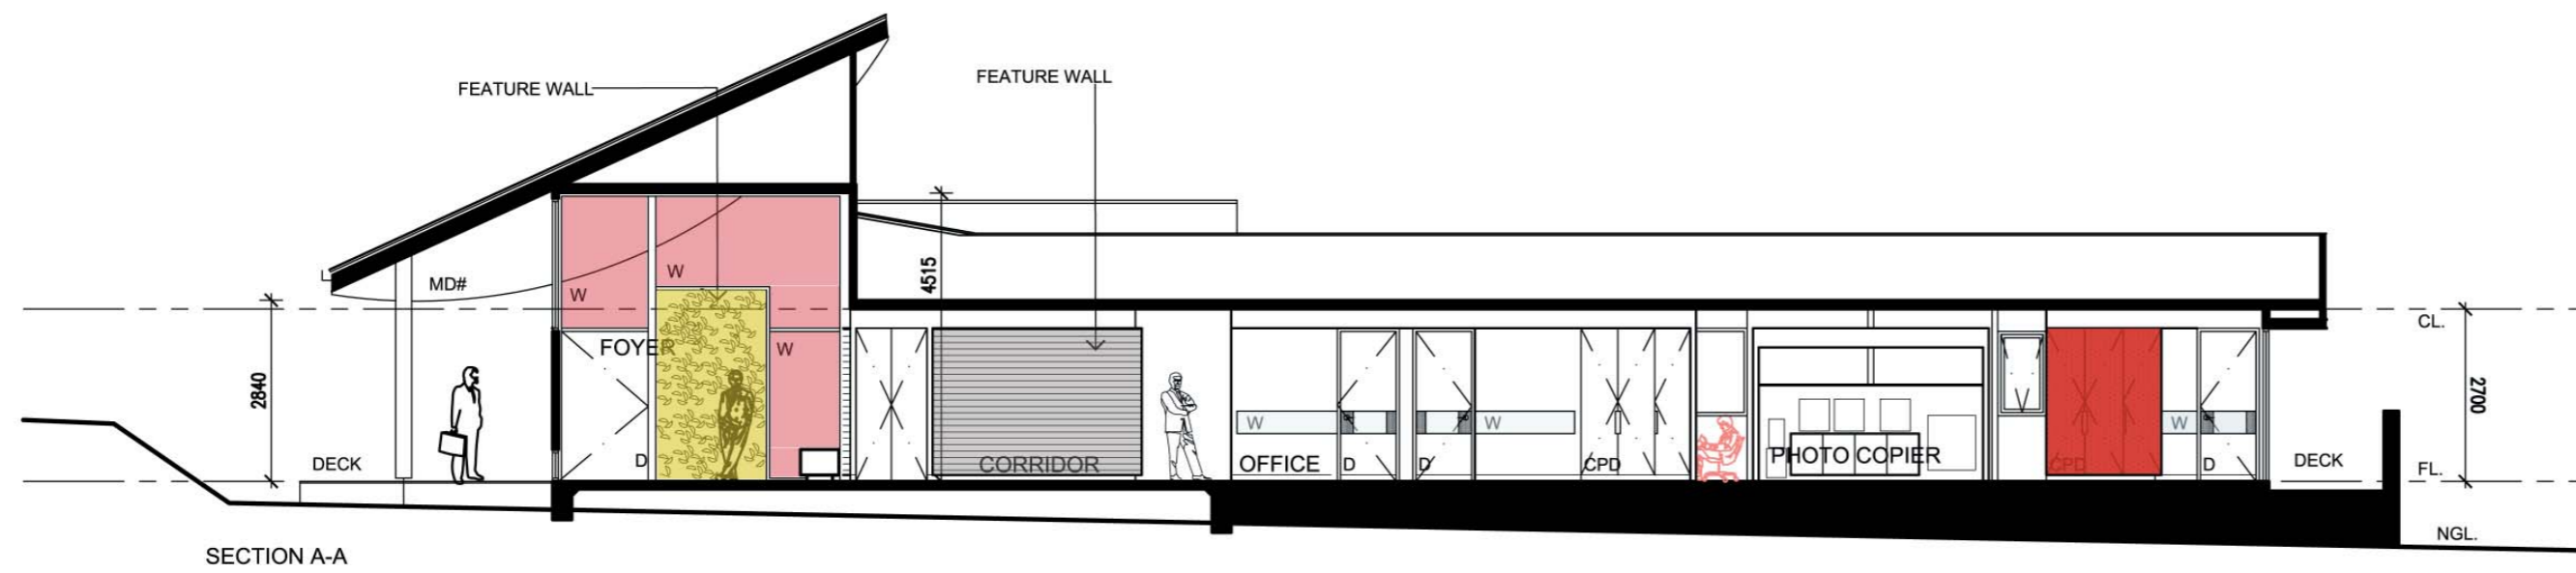 FEATURE WALL
FEATURE WALL
4515
MD#
W
W
CL.
FOYER
W
2840
2700
W
W
W
DECK
D
CORRIDOR
OFFICE
D
D
CPD
PHOTO COPIER
CPD
D
DECK
FL.
NGL.
SECTION A-A